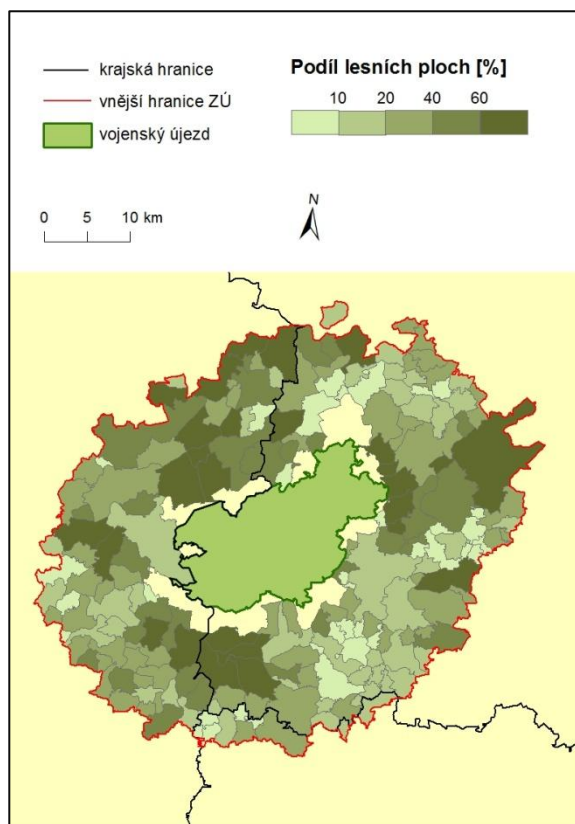 krajská hranice
vnější hranice ZÚ
vojenský újezd
Podíl lesních ploch [%]
10 20 40 60
0 5 10 km
N